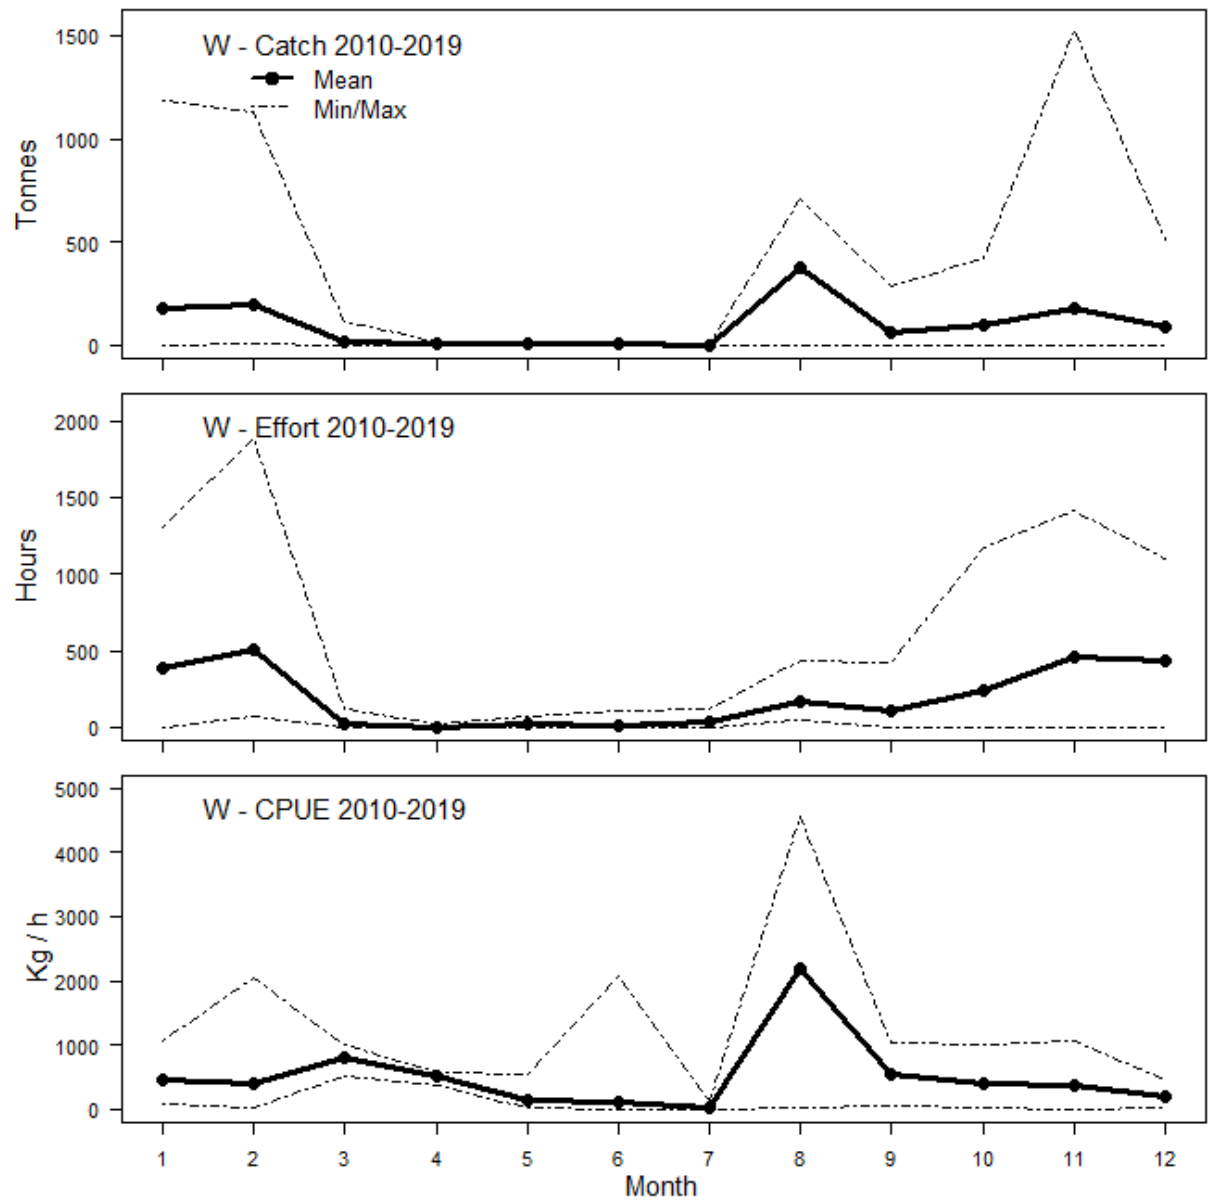 W - Catch 2010-2019
Mean
Min/Max
Tonnes
1500
1000
500
0
W - Effort 2010-2019
Hours
2000
1500
1000
500
0
W - CPUE 2010-2019
Kg / h
5000
4000
3000
2000
1000
0
1 2 3 4 5 6 7 8 9 10 11 12
Month